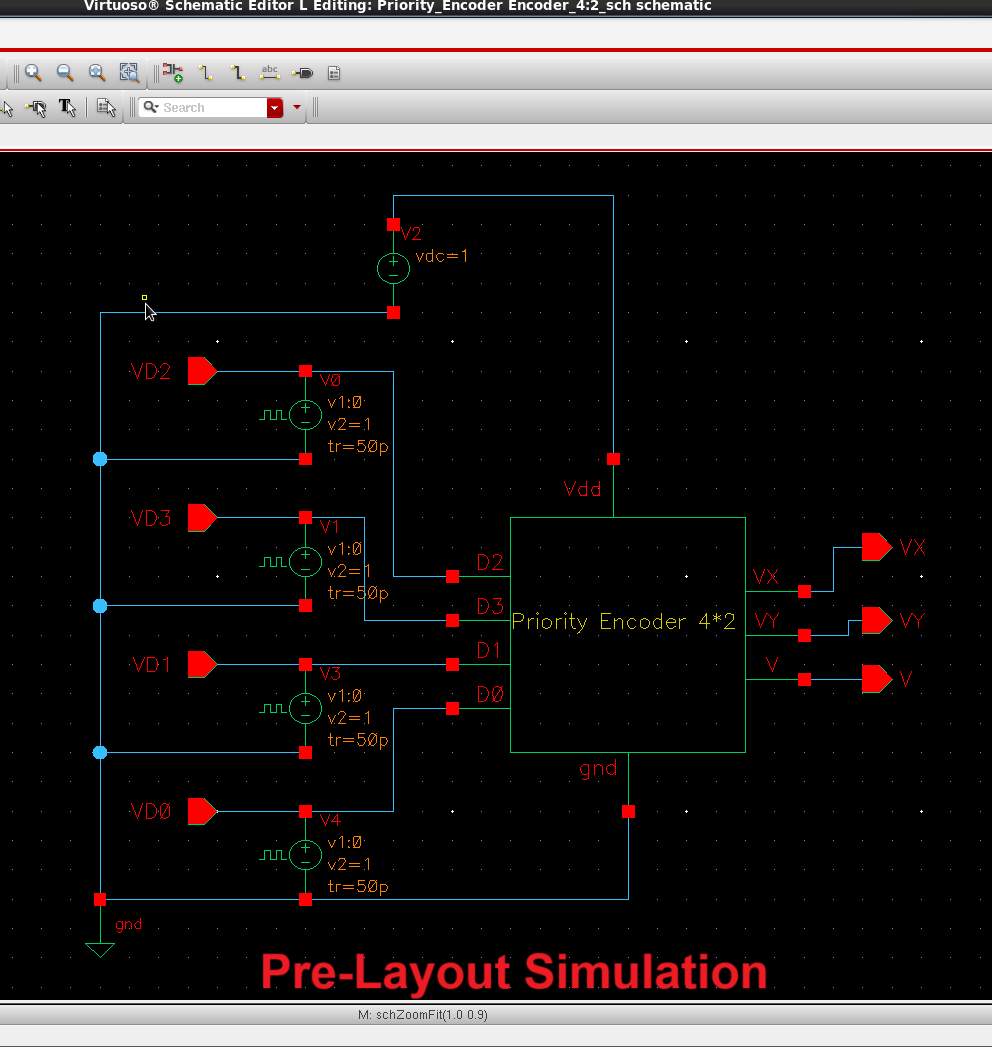 Virtuoso® Schematic Editor L Editing: Priority_Encoder Encoder_4:2_sch schematic
abc
T
Search
V2
vdc=1
VD2
V0
v1:0
v2=1
tr=50p
Vdd
VD3
V1
v1:0
v2=1
tr=50p
D2
D3
D1
D0
Priority Encoder 4*2
VX
VY
V
VX
VY
V
VD1
V3
v1:0
v2=1
tr=50p
gnd
VD0
V4
v1:0
v2=1
tr=50p
gnd
Pre-Layout Simulation
M: schZoomFit(1.0 0.9)